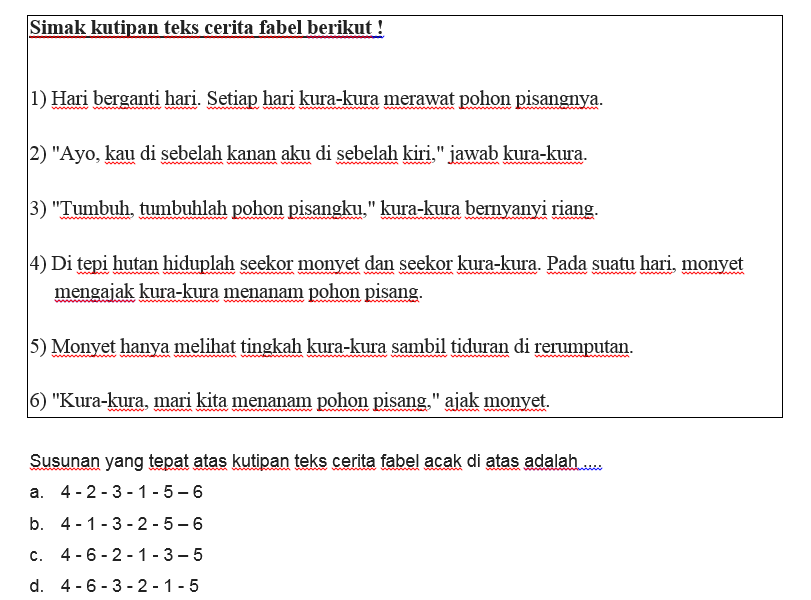 Simak kutipan teks cerita fabel berikut !
1) Hari berganti hari. Setiap hari kura-kura merawat pohon pisangnya.
2) "Ayo, kau di sebelah kanan aku di sebelah kiri," jawab kura-kura.
3) "Tumbuh, tumbuhlah pohon pisangku," kura-kura bernyanyi riang.
4) Di tepi hutan hiduplah seekor monyet dan seekor kura-kura. Pada suatu hari, monyet
mengajak kura-kura menanam pohon pisang.
5) Monyet hanya melihat tingkah kura-kura sambil tiduran di rerumputan.
6) "Kura-kura, mari kita menanam pohon pisang," ajak monyet.
Susunan yang tepat atas kutipan teks cerita fabel acak di atas adalah ....
a. 4 - 2 - 3 - 1 - 5 – 6
b. 4 - 1 - 3 - 2 - 5 – 6
c. 4 - 6 - 2 - 1 - 3 – 5
d. 4 - 6 - 3 - 2 - 1 - 5